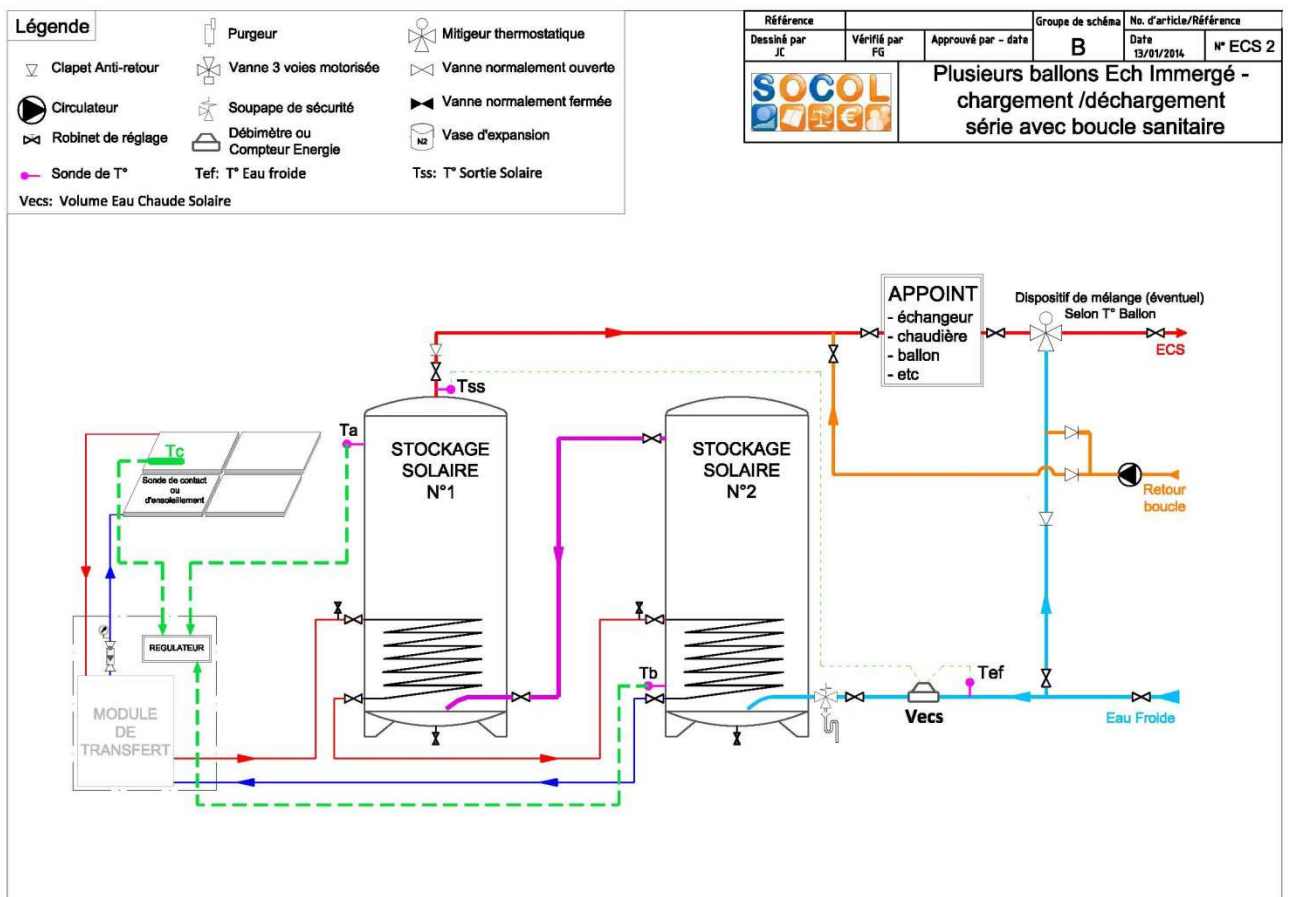 Légende
Purgeur
Mitigeur thermostatique
Clapet Anti-retour
Vanne 3 voies motorisée
Vanne normalement ouverte
Circulateur
Soupape de sécurité
Vanne normalement fermée
Robinet de réglage
Débimètre ou
Compteur Energie
N2
Vase d'expansion
Sonde de T°
Tef: T° Eau froide
Tss: T° Sortie Solaire
Vecs: Volume Eau Chaude Solaire
Référence
Groupe de schéma
No. d'article/Référence
Dessiné par
JC
Vérifié par
FG
Approuvé par - date
B
Date
13/01/2014
N° ECS 2
SOCOL
Plusieurs ballons Ech Immergé -
chargement /déchargement
série avec boucle sanitaire
APPOINT
- échangeur
- chaudière
- ballon
- etc
Dispositif de mélange (éventuel)
Selon T° Ballon
ECS
Tss
Ta
STOCKAGE
SOLAIRE
N°1
STOCKAGE
SOLAIRE
N°2
Tc
Sonde de contact
ou
d'ensoleillement
Retour
boucle
REGULATEUR
Tb
Tef
MODULE
DE
TRANSFERT
Vecs
Eau Froide